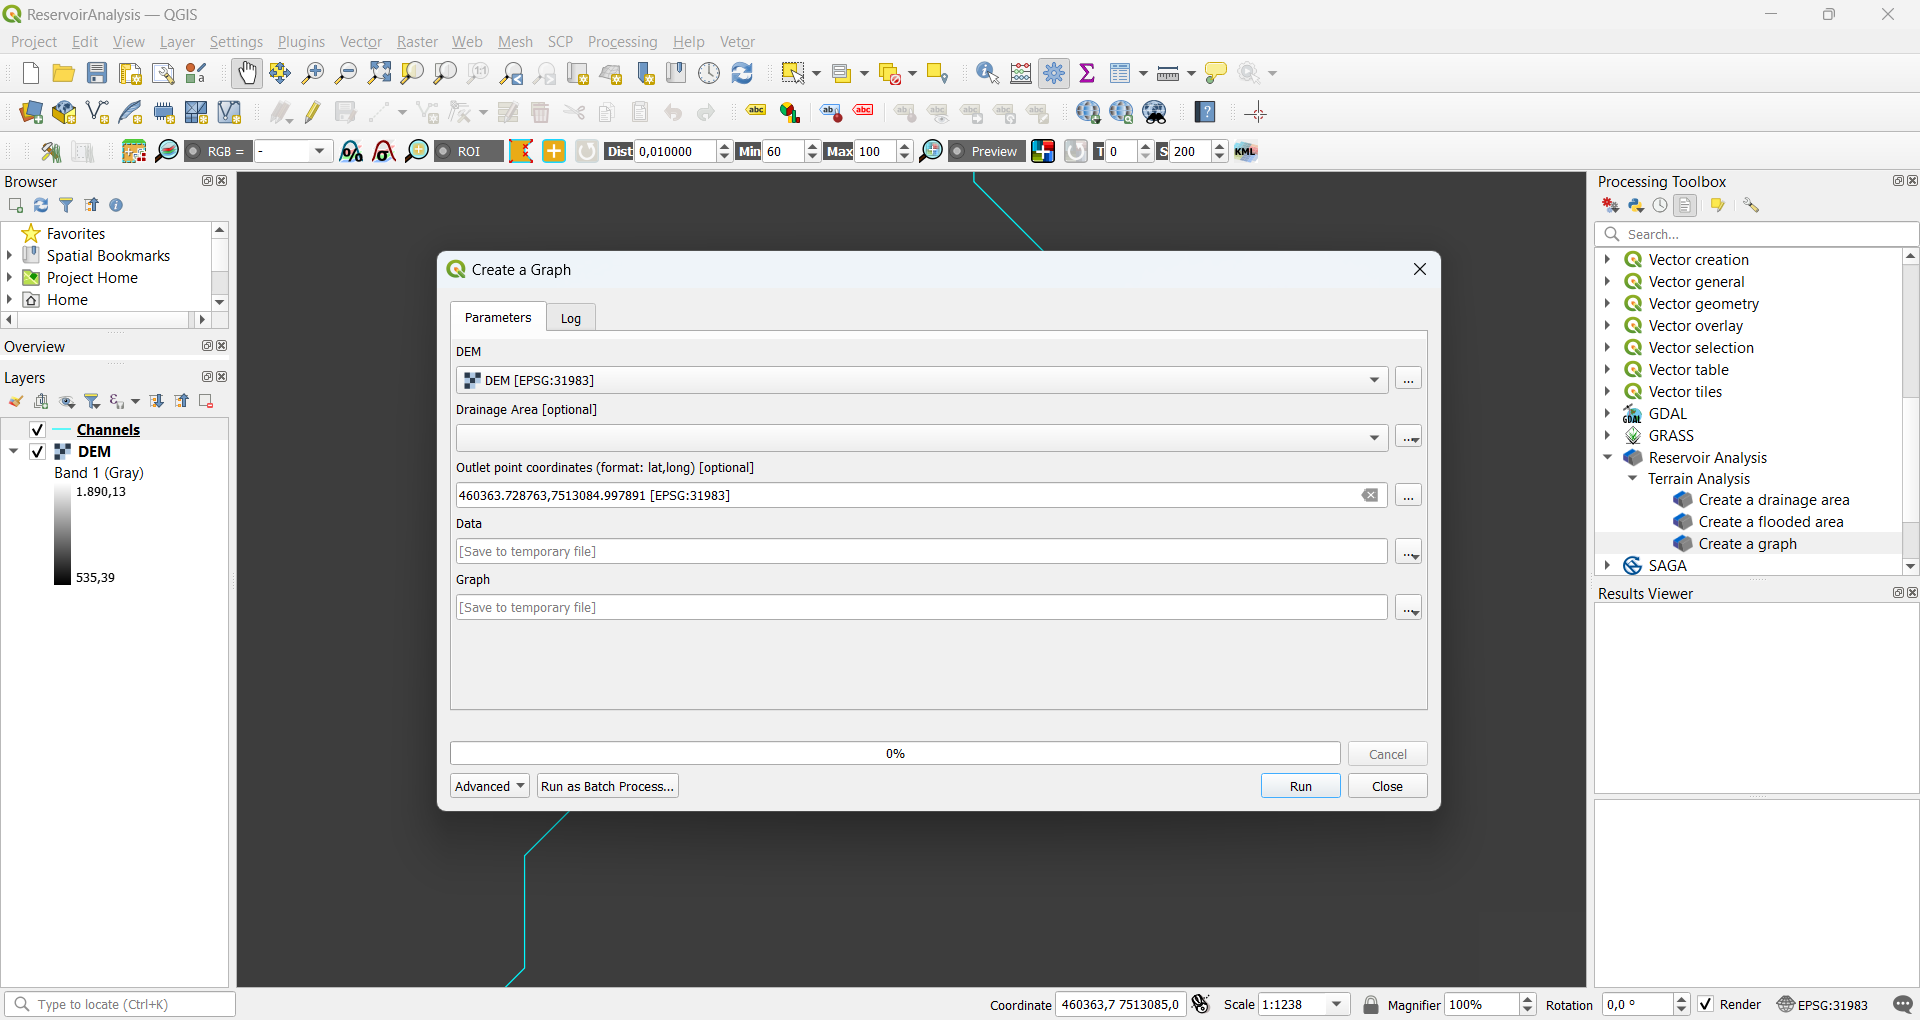 ReservoirAnalysis — QGIS
Project Edit View Layer Settings Plugins Vector Raster Web Mesh SCP Processing Help Vetor
RGB = - ROI Dist 0,010000 Min 60 Max 100 Preview T 0 S 200 KML
Browser
Favorites
Spatial Bookmarks
Project Home
Home
Overview
Layers
Channels
DEM
Band 1 (Gray)
1.890,13
535,39
Create a Graph
Parameters Log
DEM
DEM [EPSG:31983]
Drainage Area [optional]
Outlet point coordinates (format: lat,long) [optional]
460363.728763,7513084.997891 [EPSG:31983]
Data
[Save to temporary file]
Graph
[Save to temporary file]
0%
Cancel
Advanced Run as Batch Process... Run Close
Processing Toolbox
Search...
Vector creation
Vector general
Vector geometry
Vector overlay
Vector selection
Vector table
Vector tiles
GDAL
GRASS
Reservoir Analysis
Terrain Analysis
Create a drainage area
Create a flooded area
Create a graph
SAGA
Results Viewer
Type to locate (Ctrl+K) Coordinate 460363,7 7513085,0 Scale 1:1238 Magnifier 100% Rotation 0,0 ° Render EPSG:31983